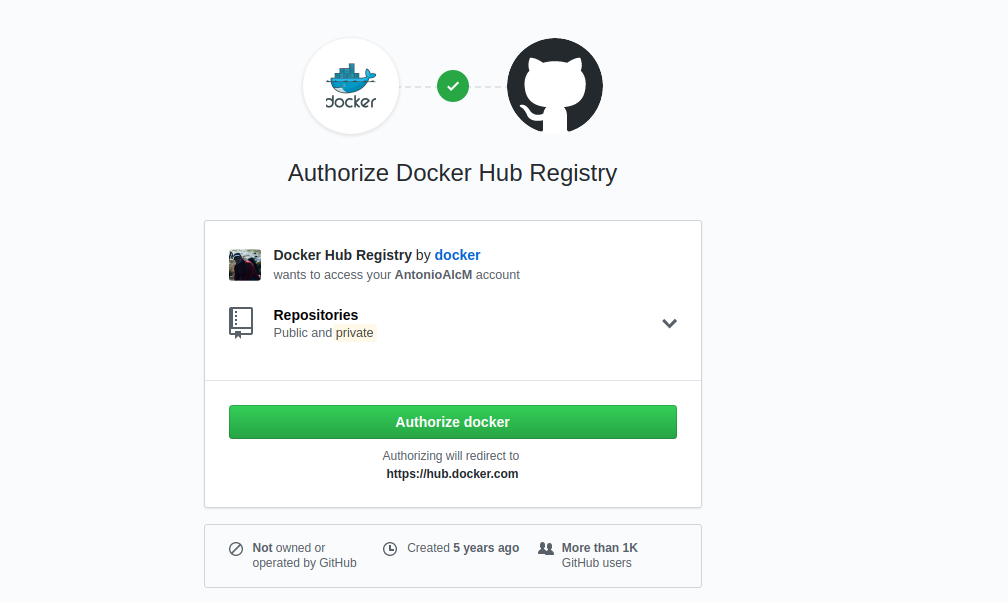 docker
Authorize Docker Hub Registry
Docker Hub Registry by docker
wants to access your AntonioAlcM account
Repositories
Public and private
Authorize docker
Authorizing will redirect to
https://hub.docker.com
Not owned or
operated by GitHub
Created 5 years ago
More than 1K
GitHub users